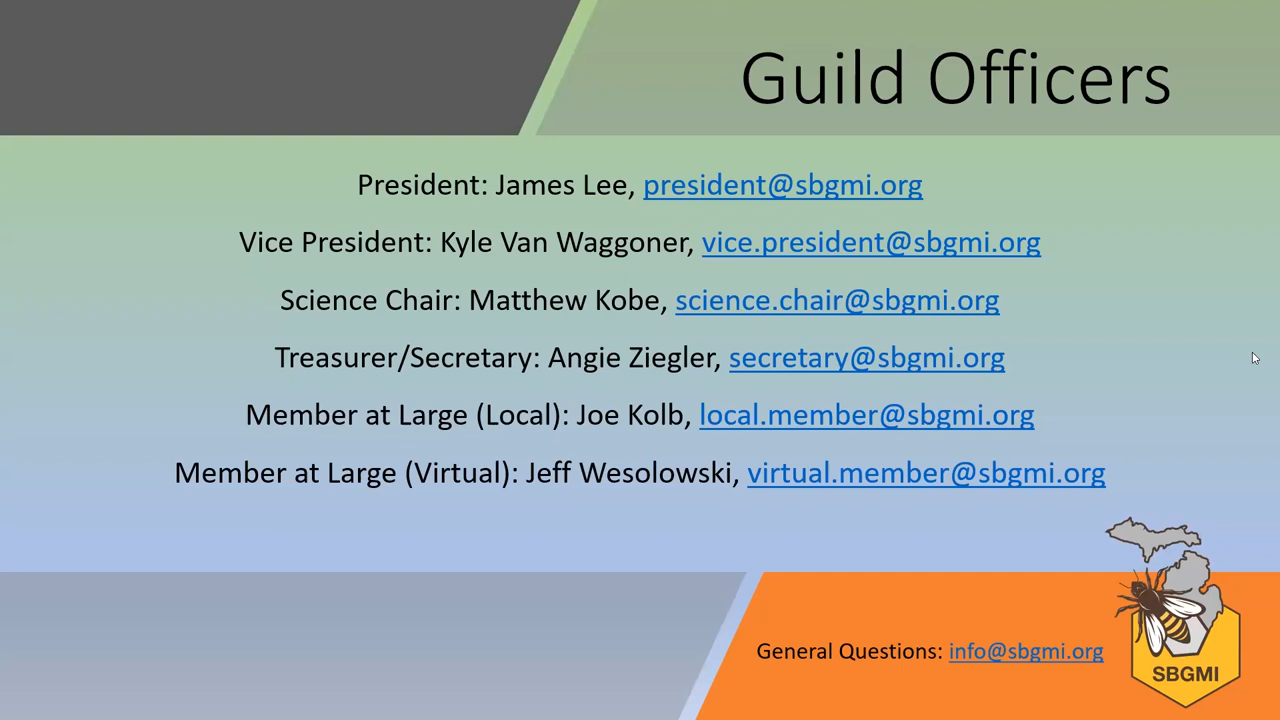 Guild Officers
President: James Lee, president@sbgmi.org
Vice President: Kyle Van Waggoner, vice.president@sbgmi.org
Science Chair: Matthew Kobe, science.chair@sbgmi.org
Treasurer/Secretary: Angie Ziegler, secretary@sbgmi.org
Member at Large (Local): Joe Kolb, local.member@sbgmi.org
Member at Large (Virtual): Jeff Wesolowski, virtual.member@sbgmi.org
General Questions: info@sbgmi.org
SBGMI